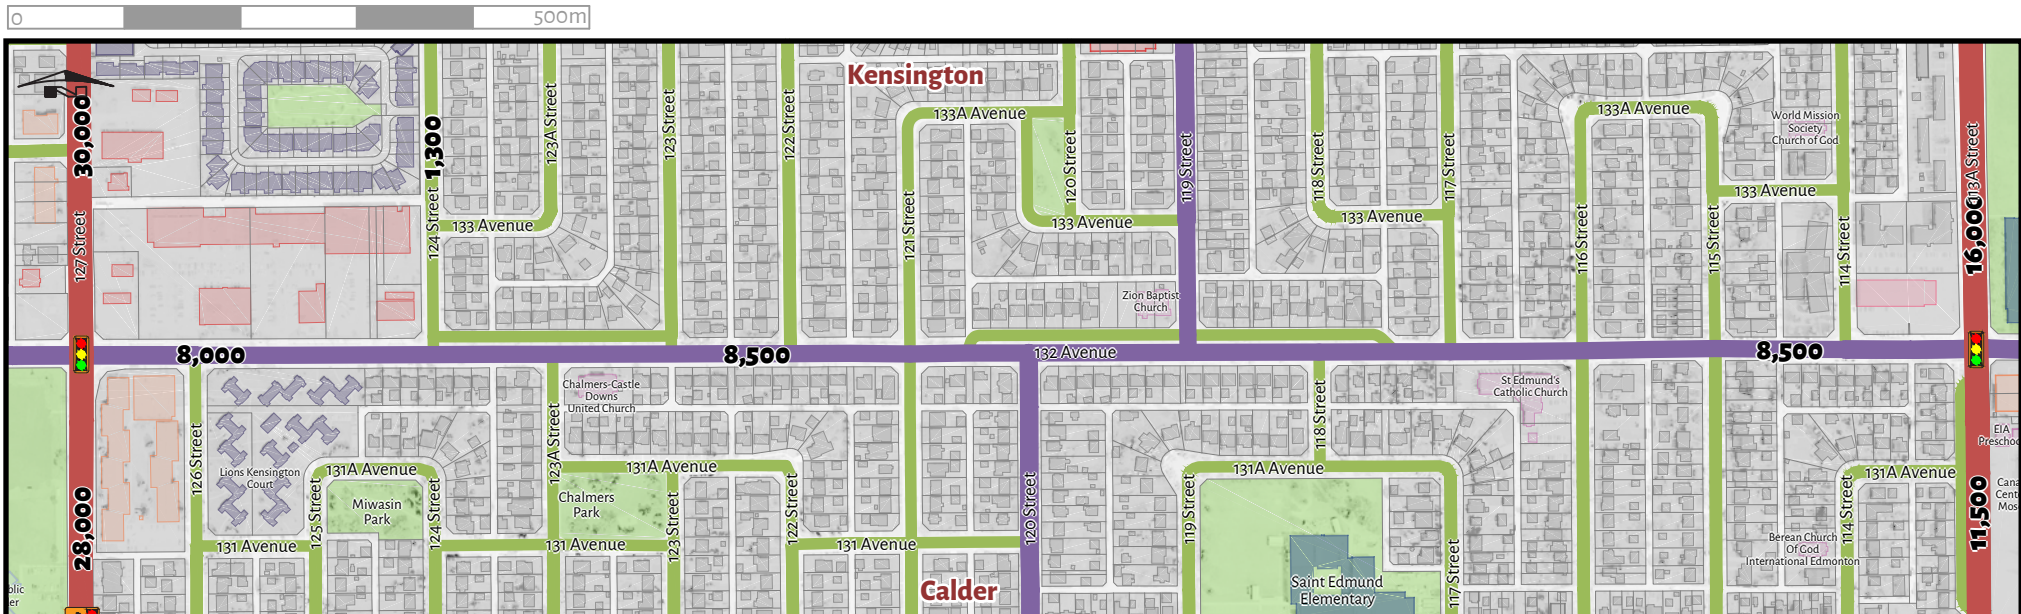 0
500m
Kensington
30,000
127 Street
1,300
124 Street
123A Street
133 Avenue
123 Street
122 Street
133A Avenue
121 Street
120 Street
133 Avenue
119 Street
118 Street
117 Street
133 Avenue
133A Avenue
116 Street
115 Street
World Mission
Society
Church of God
133 Avenue
114 Street
113A Street
16,000
Zion Baptist
Church
8,000
8,500
132 Avenue
8,500
28,000
126 Street
Lions Kensington
Court
131A Avenue
125 Street
Miwasin
Park
124 Street
131 Avenue
Chalmers-Castle
Downs
United Church
123A Street
131A Avenue
Chalmers
Park
131 Avenue
123 Street
122 Street
131 Avenue
Calder
120 Street
118 Street
131A Avenue
119 Street
Saint Edmund
Elementary
117 Street
St Edmund's
Catholic Church
131A Avenue
114 Street
Berean Church
Of God
International Edmonton
11,500
EIA
Preschoo
Cana
Cent
Mos
blic
er